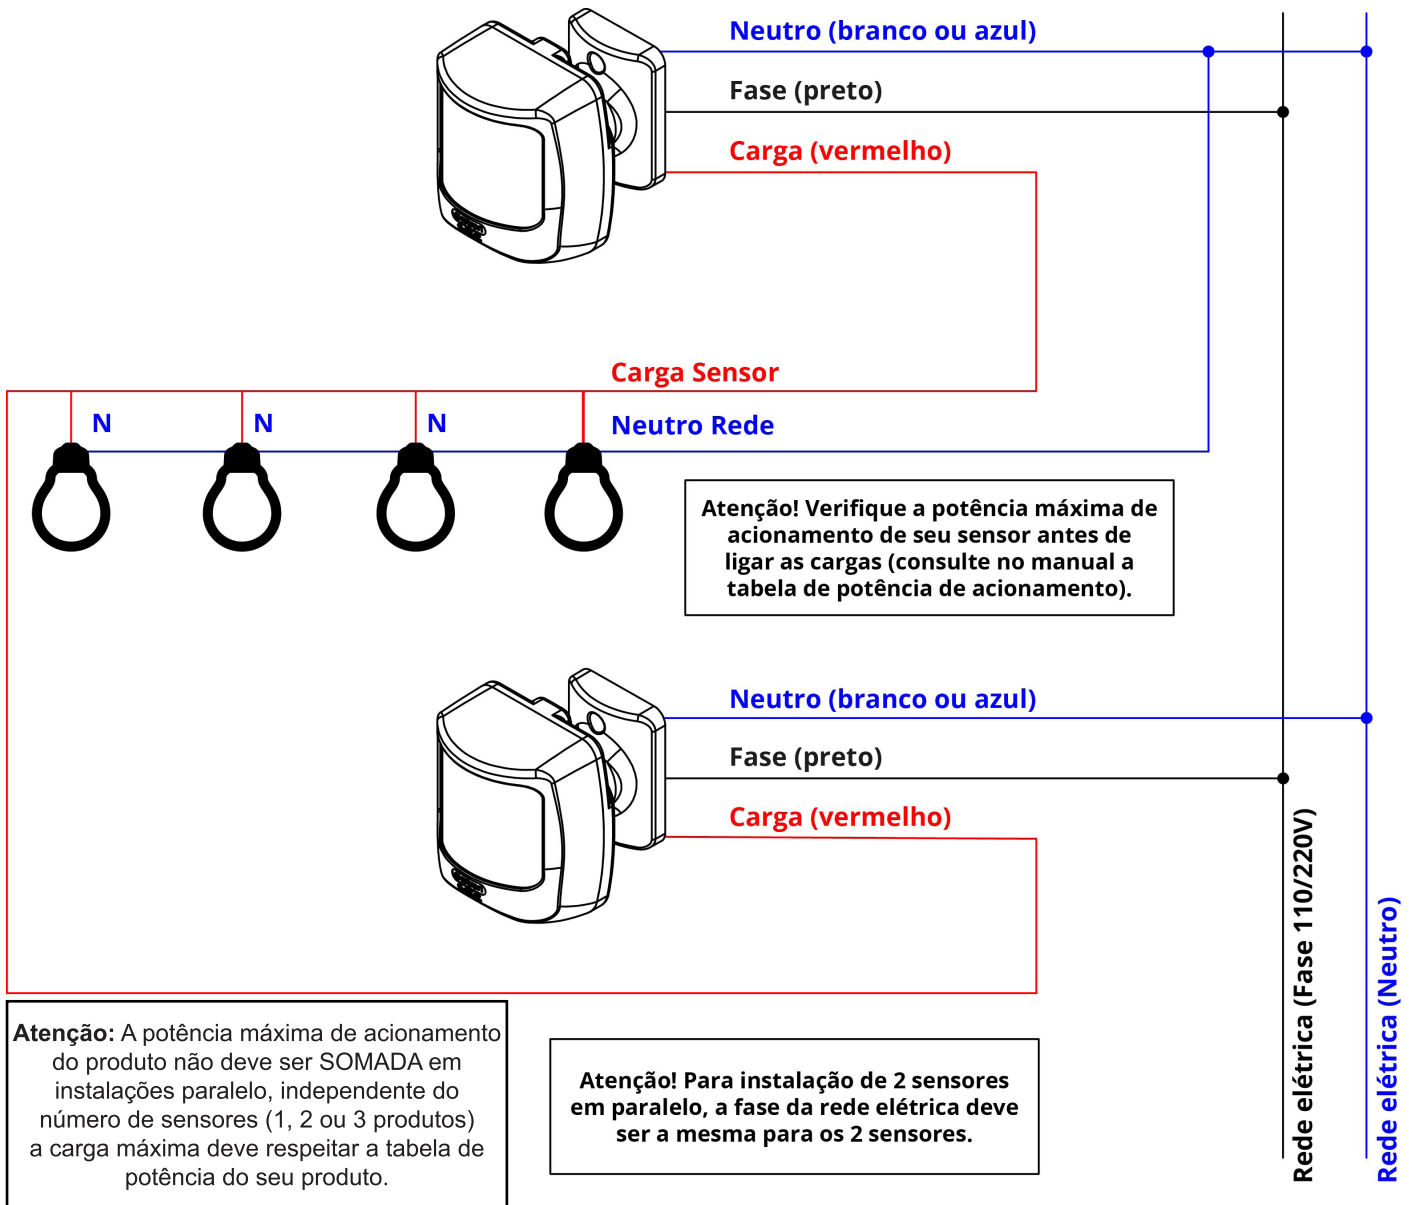 Neutro (branco ou azul)
Fase (preto)
Carga (vermelho)
Carga Sensor
N
N
N
Neutro Rede
Atenção! Verifique a potência máxima de
acionamento de seu sensor antes de
ligar as cargas (consulte no manual a
tabela de potência de acionamento).
Neutro (branco ou azul)
Fase (preto)
Carga (vermelho)
Rede elétrica (Fase 110/220V)
Rede elétrica (Neutro)
Atenção: A potência máxima de acionamento
do produto não deve ser SOMADA em
instalações paralelo, independente do
número de sensores (1, 2 ou 3 produtos)
a carga máxima deve respeitar a tabela de
potência do seu produto.
Atenção! Para instalação de 2 sensores
em paralelo, a fase da rede elétrica deve
ser a mesma para os 2 sensores.